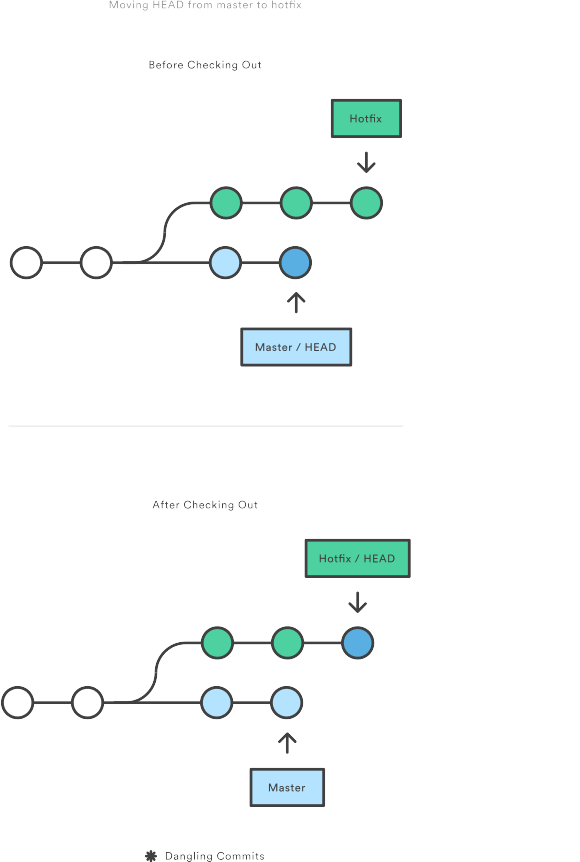 Moving HEAD from master to hotfix
Before Checking Out
Hotfix
Master / HEAD
After Checking Out
Hotfix / HEAD
Master
Dangling Commits